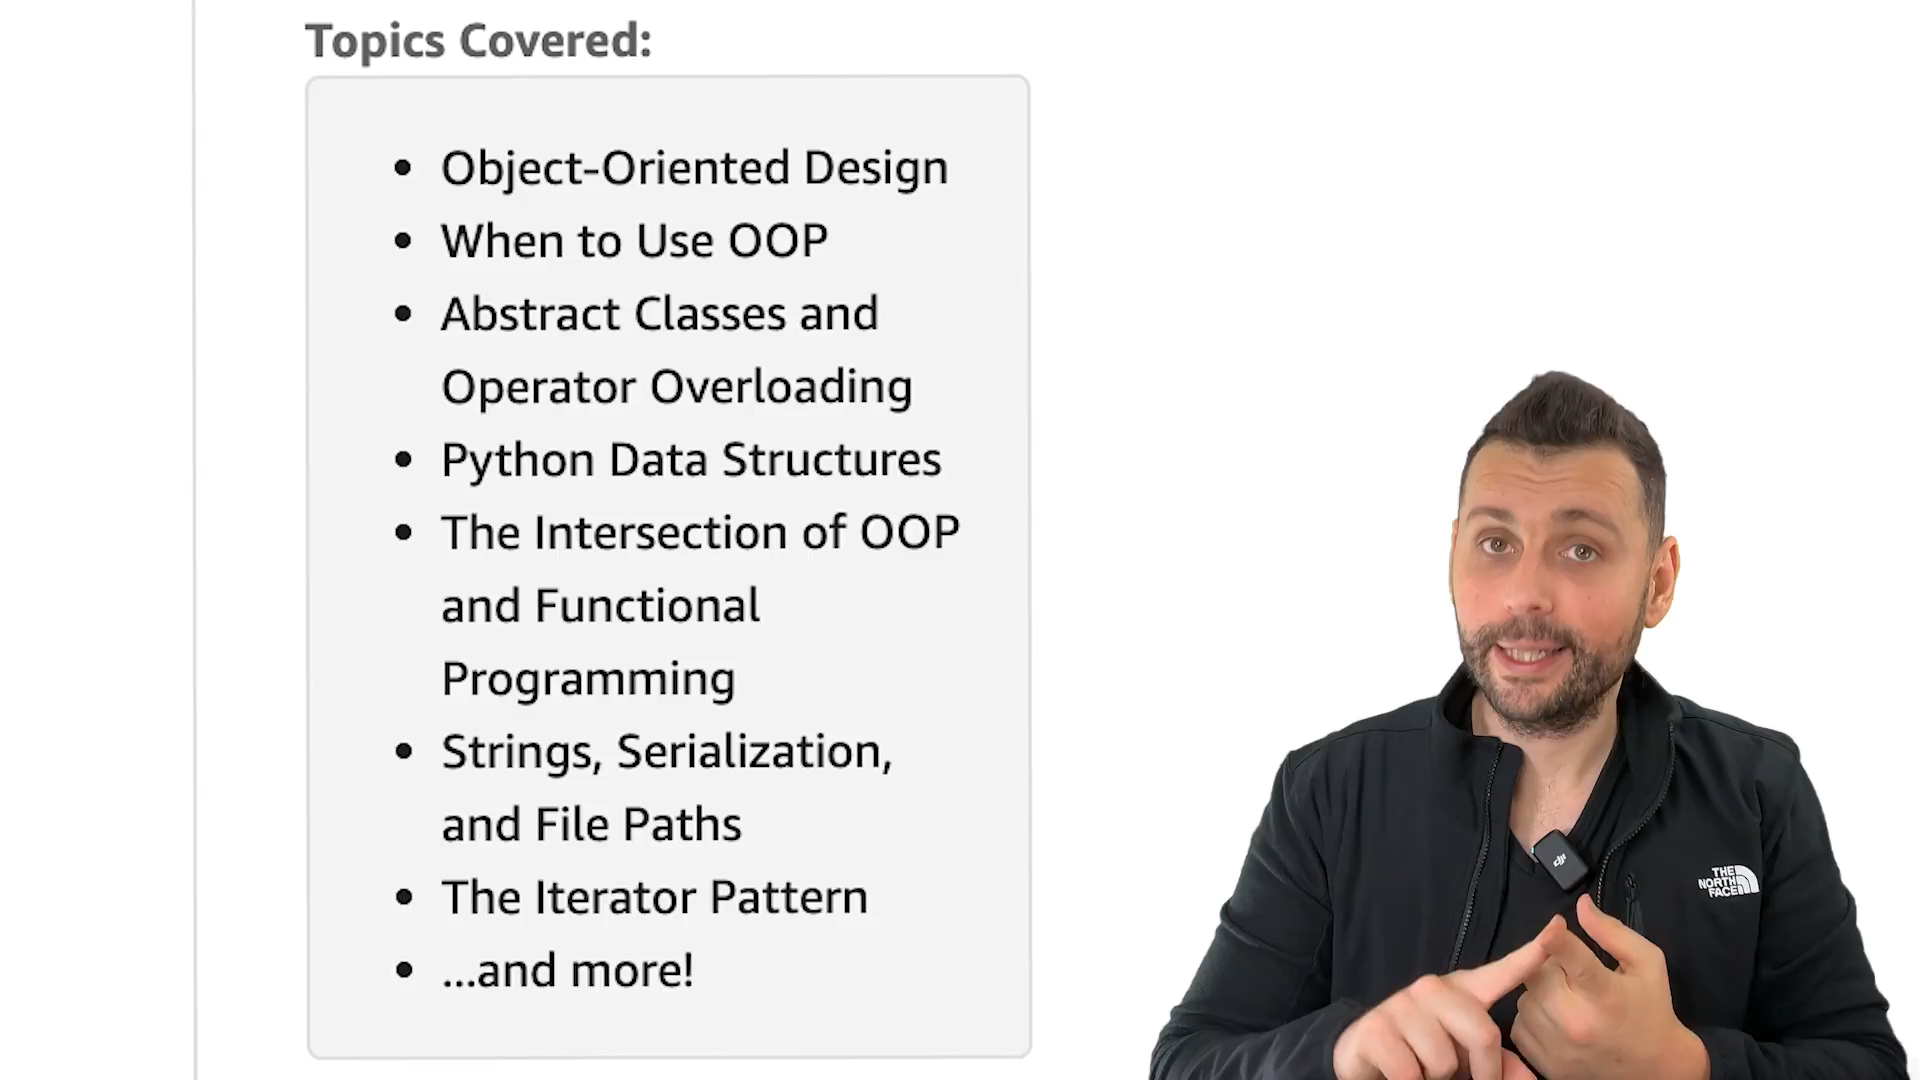 Topics Covered:
• Object-Oriented Design
• When to Use OOP
• Abstract Classes and
Operator Overloading
• Python Data Structures
• The Intersection of OOP
and Functional
Programming
• Strings, Serialization,
and File Paths
• The Iterator Pattern
• ...and more!
dji
THE
NORTH
FACE